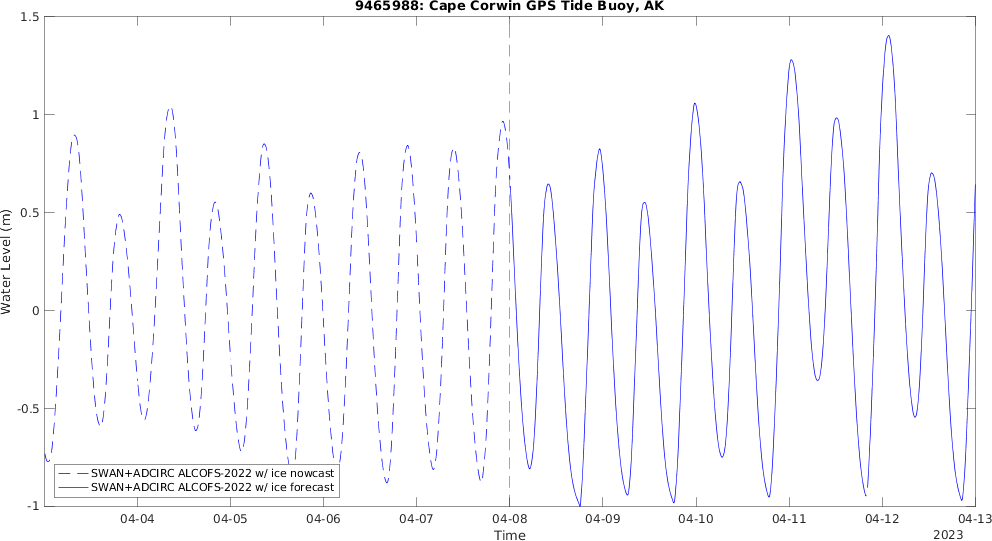 9465988: Cape Corwin GPS Tide Buoy, AK
1.5
1
0.5
0
-0.5
-1
Water Level (m)
SWAN+ADCIRC ALCOFS-2022 w/ ice nowcast
SWAN+ADCIRC ALCOFS-2022 w/ ice forecast
04-04 04-05 04-06 04-07 04-08 04-09 04-10 04-11 04-12 04-13
Time
2023